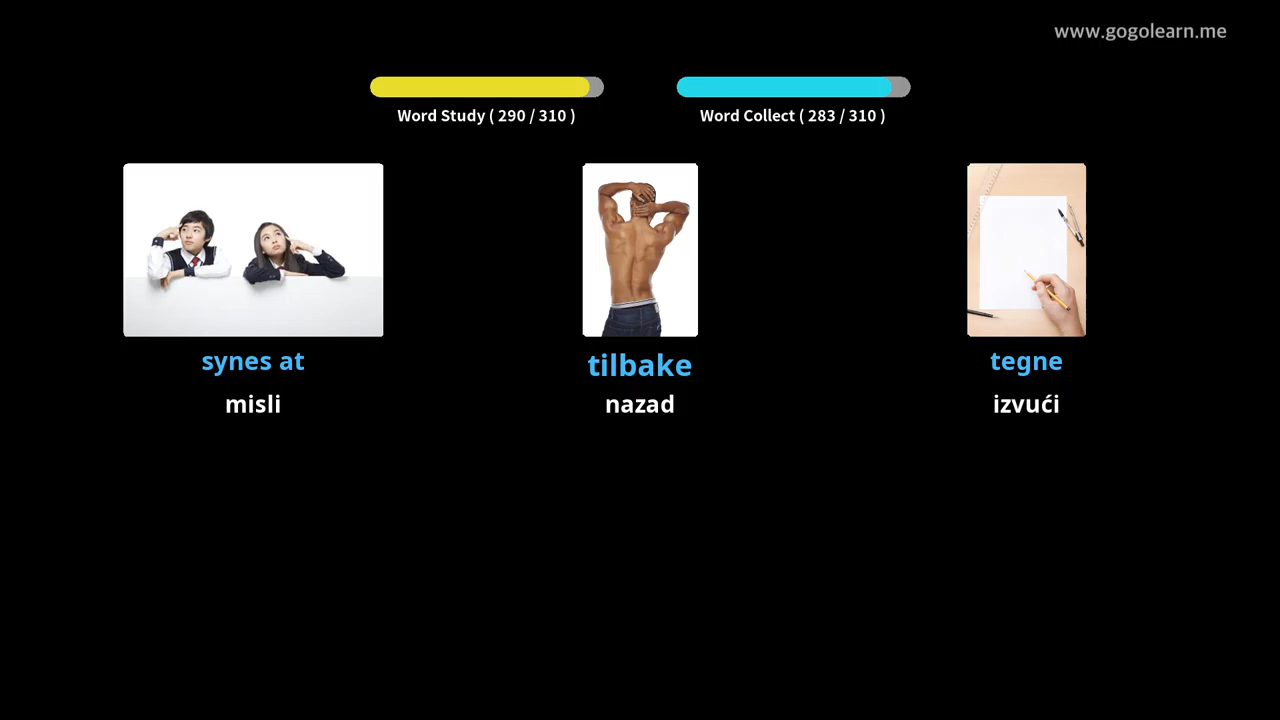 www.gogolearn.me
Word Study ( 290 / 310 )
Word Collect ( 283 / 310 )
synes at
misli
tilbake
nazad
tegne
izvući